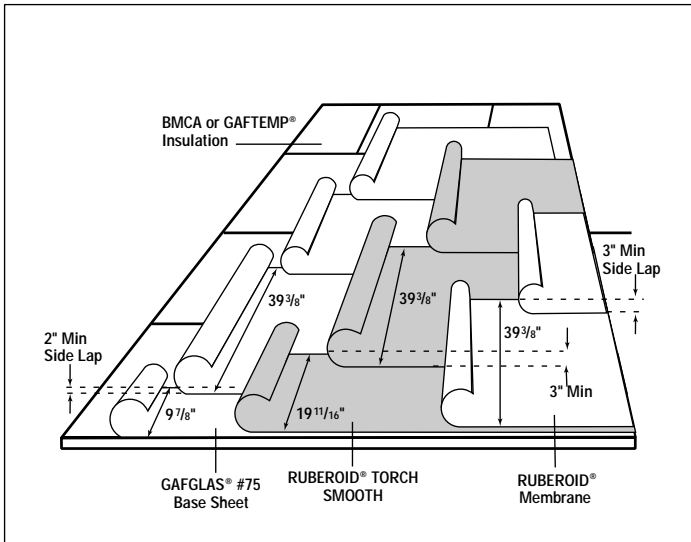 BMCA or GAFTEMP®
Insulation
3" Min
Side Lap
39 3/8"
39 3/8"
39 3/8"
2" Min
Side Lap
9 7/8"
19 11/16"
3" Min
GAFGLAS® #75
Base Sheet
RUBEROID® TORCH
SMOOTH
RUBEROID®
Membrane